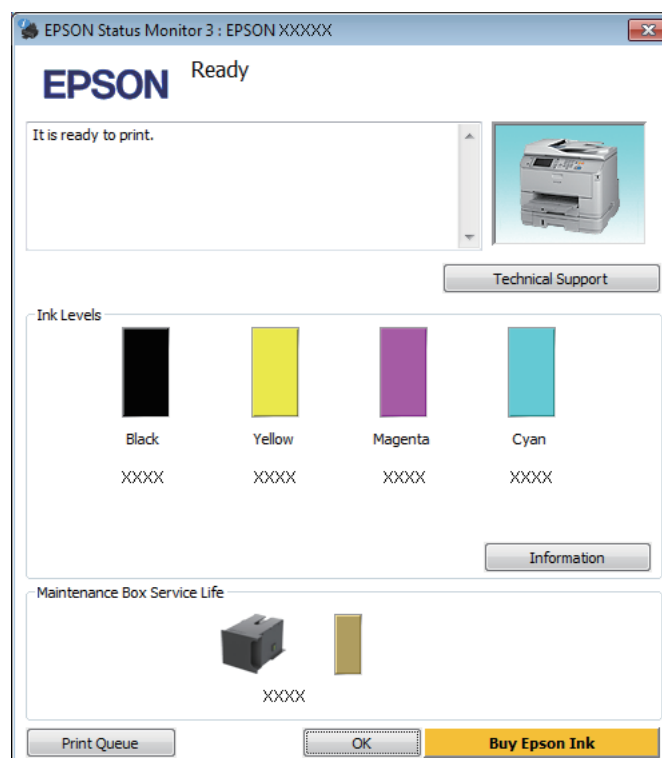 EPSON Status Monitor 3 : EPSON XXXXX
EPSON
Ready
It is ready to print.
Technical Support
Ink Levels
Black Yellow Magenta Cyan
XXXX XXXX XXXX XXXX
Information
Maintenance Box Service Life
XXXX
Print Queue OK Buy Epson Ink